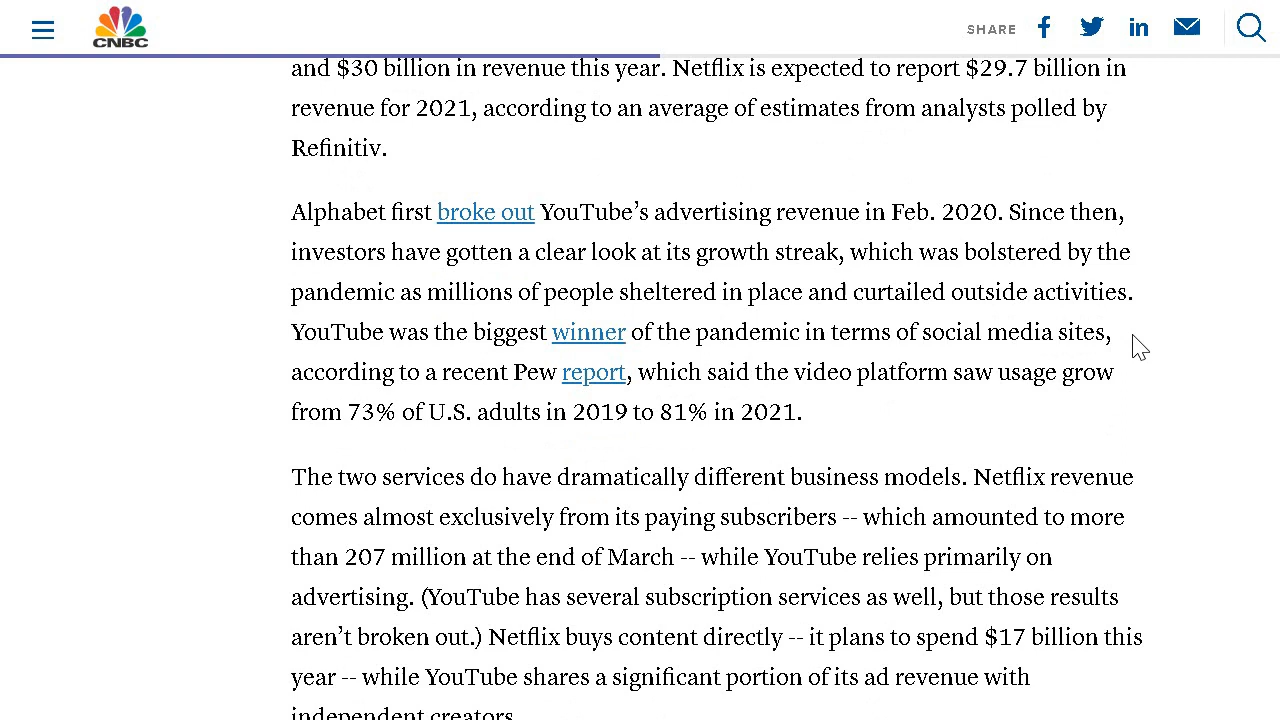 CNBC
SHARE
and $30 billion in revenue this year. Netflix is expected to report $29.7 billion in
revenue for 2021, according to an average of estimates from analysts polled by
Refinitiv.
Alphabet first broke out YouTube’s advertising revenue in Feb. 2020. Since then,
investors have gotten a clear look at its growth streak, which was bolstered by the
pandemic as millions of people sheltered in place and curtailed outside activities.
YouTube was the biggest winner of the pandemic in terms of social media sites,
according to a recent Pew report, which said the video platform saw usage grow
from 73% of U.S. adults in 2019 to 81% in 2021.
The two services do have dramatically different business models. Netflix revenue
comes almost exclusively from its paying subscribers -- which amounted to more
than 207 million at the end of March -- while YouTube relies primarily on
advertising. (YouTube has several subscription services as well, but those results
aren’t broken out.) Netflix buys content directly -- it plans to spend $17 billion this
year -- while YouTube shares a significant portion of its ad revenue with
independent creators.